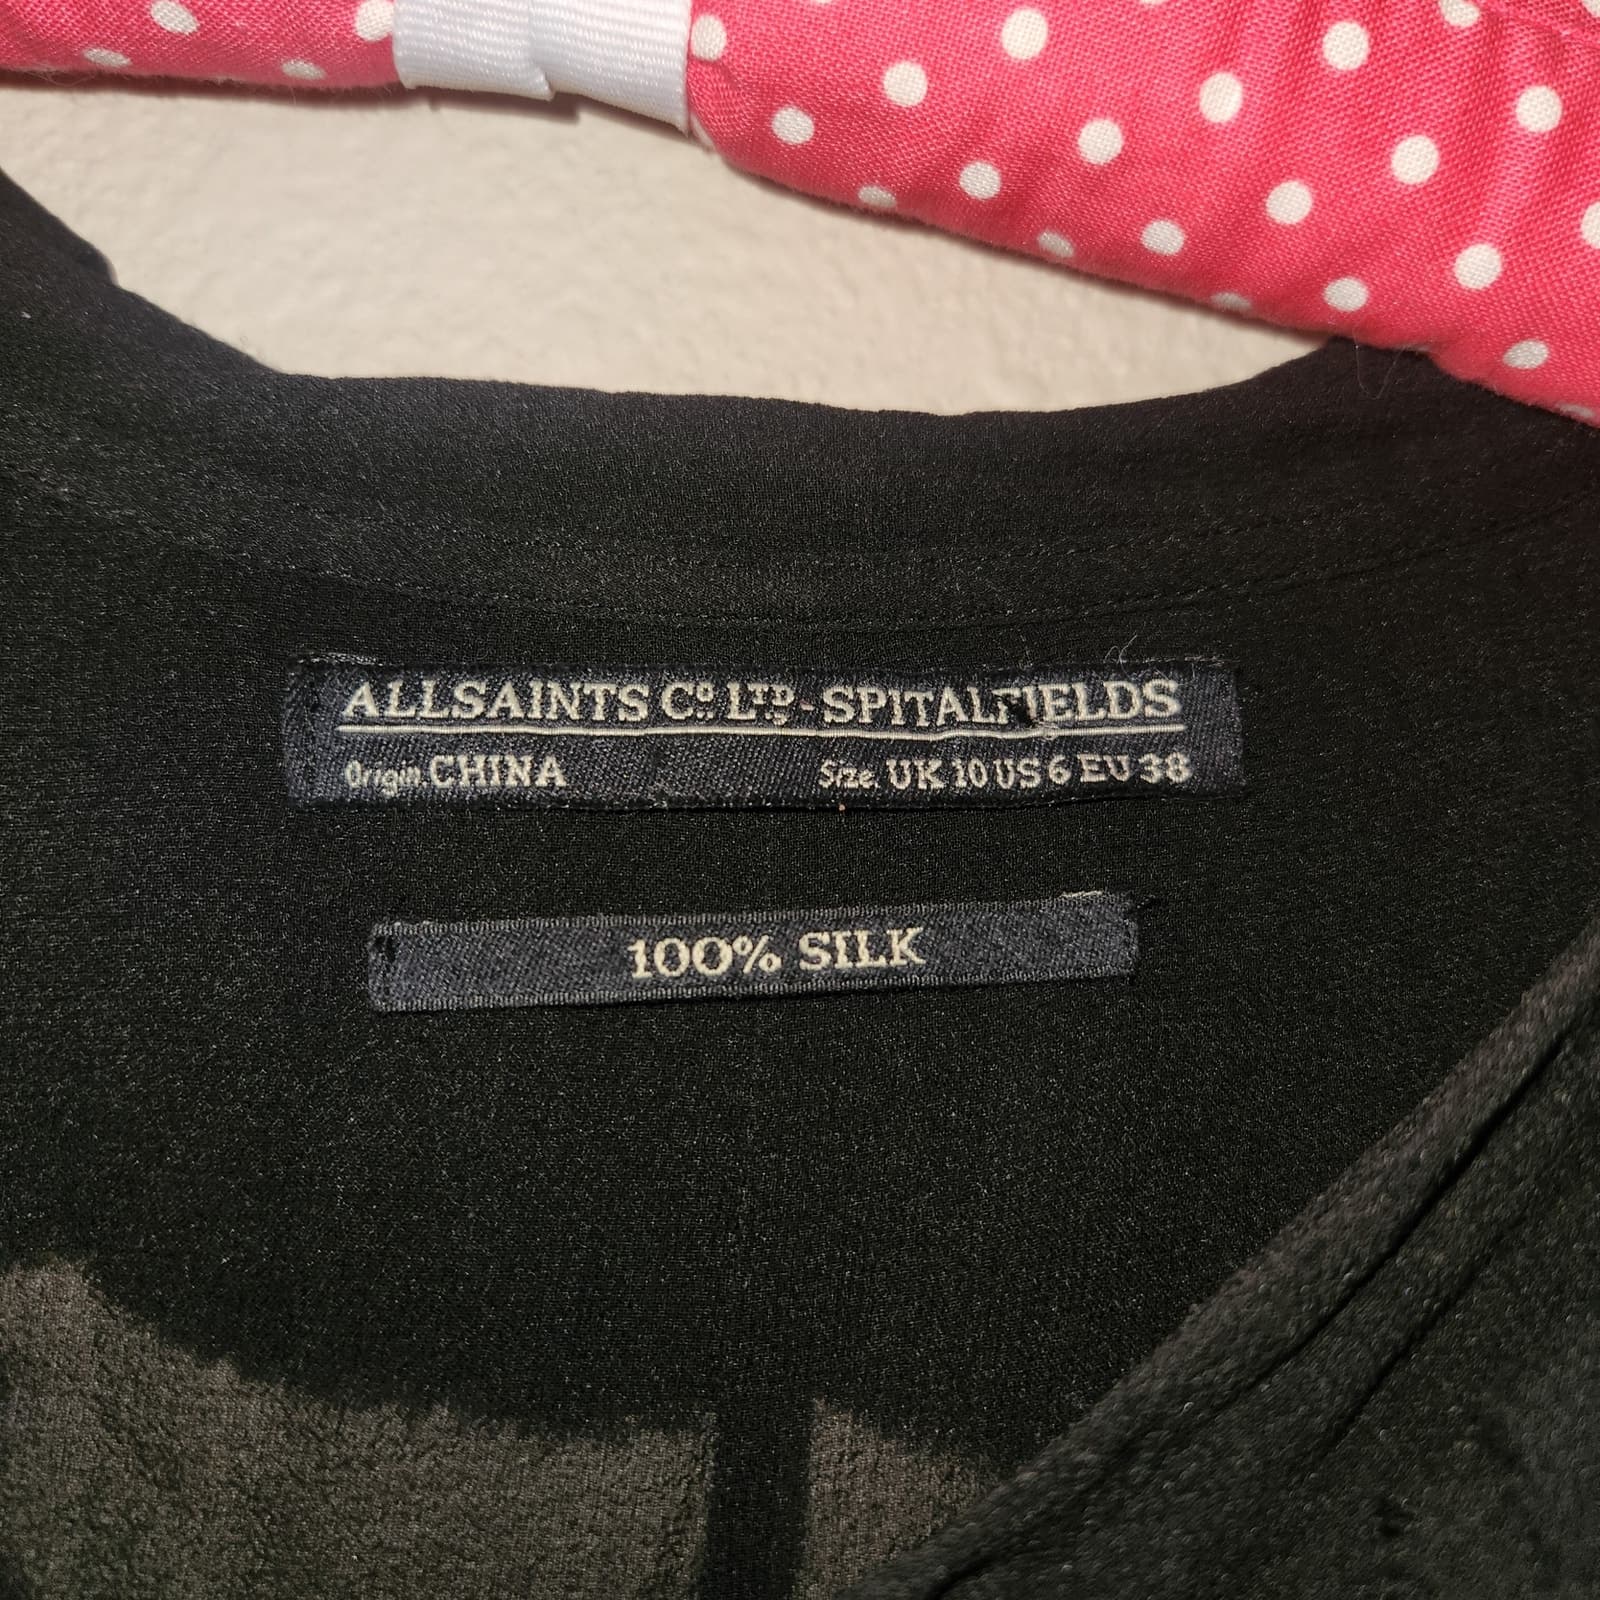 ALLSAINTS Cº. LTD. SPITALFIELDS
Origin. CHINA Size. UK 10 US 6 EU 38
100% SILK